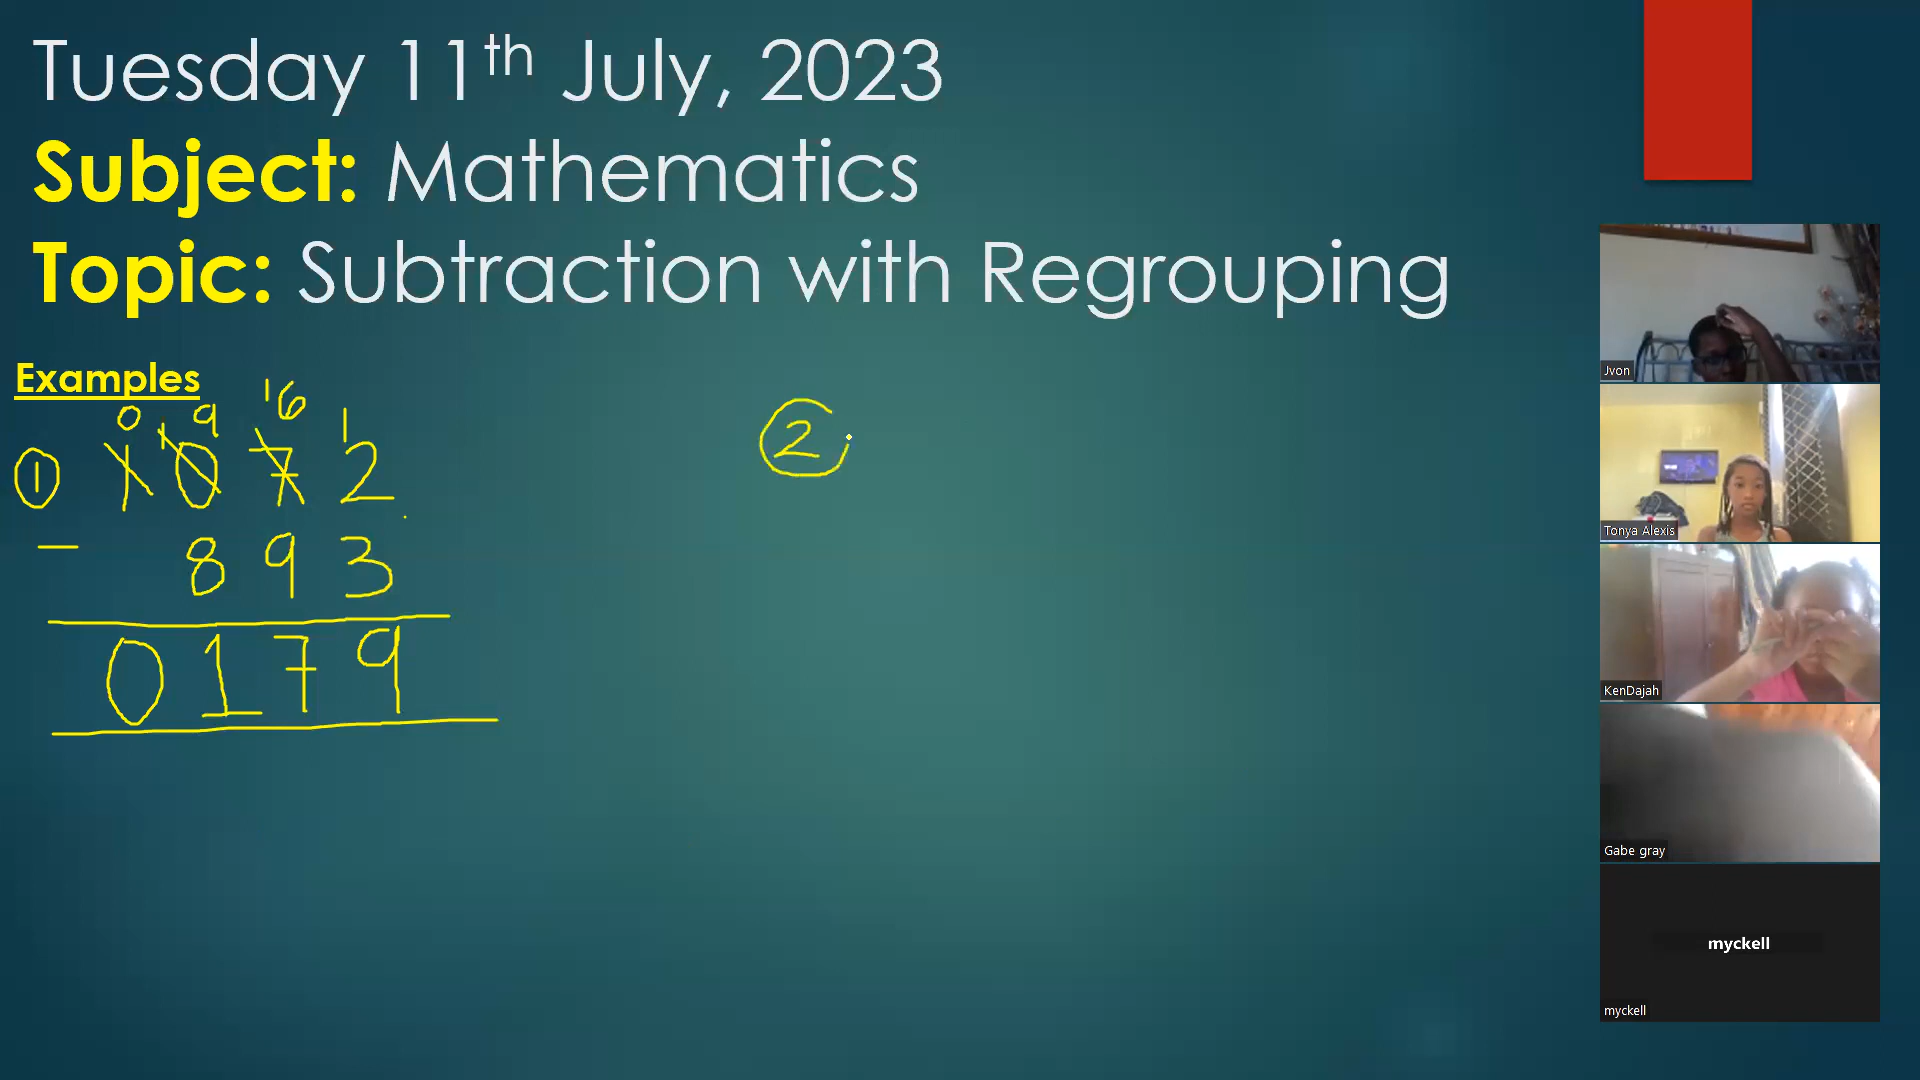 Tuesday 11th July, 2023
Subject: Mathematics
Topic: Subtraction with Regrouping
Examples
0 9 16 1
① 1 10 7 2
- 8 9 3
0 1 7 9
②
Jvon
Tonya Alexis
KenDajah
Gabe gray
myckell
myckell